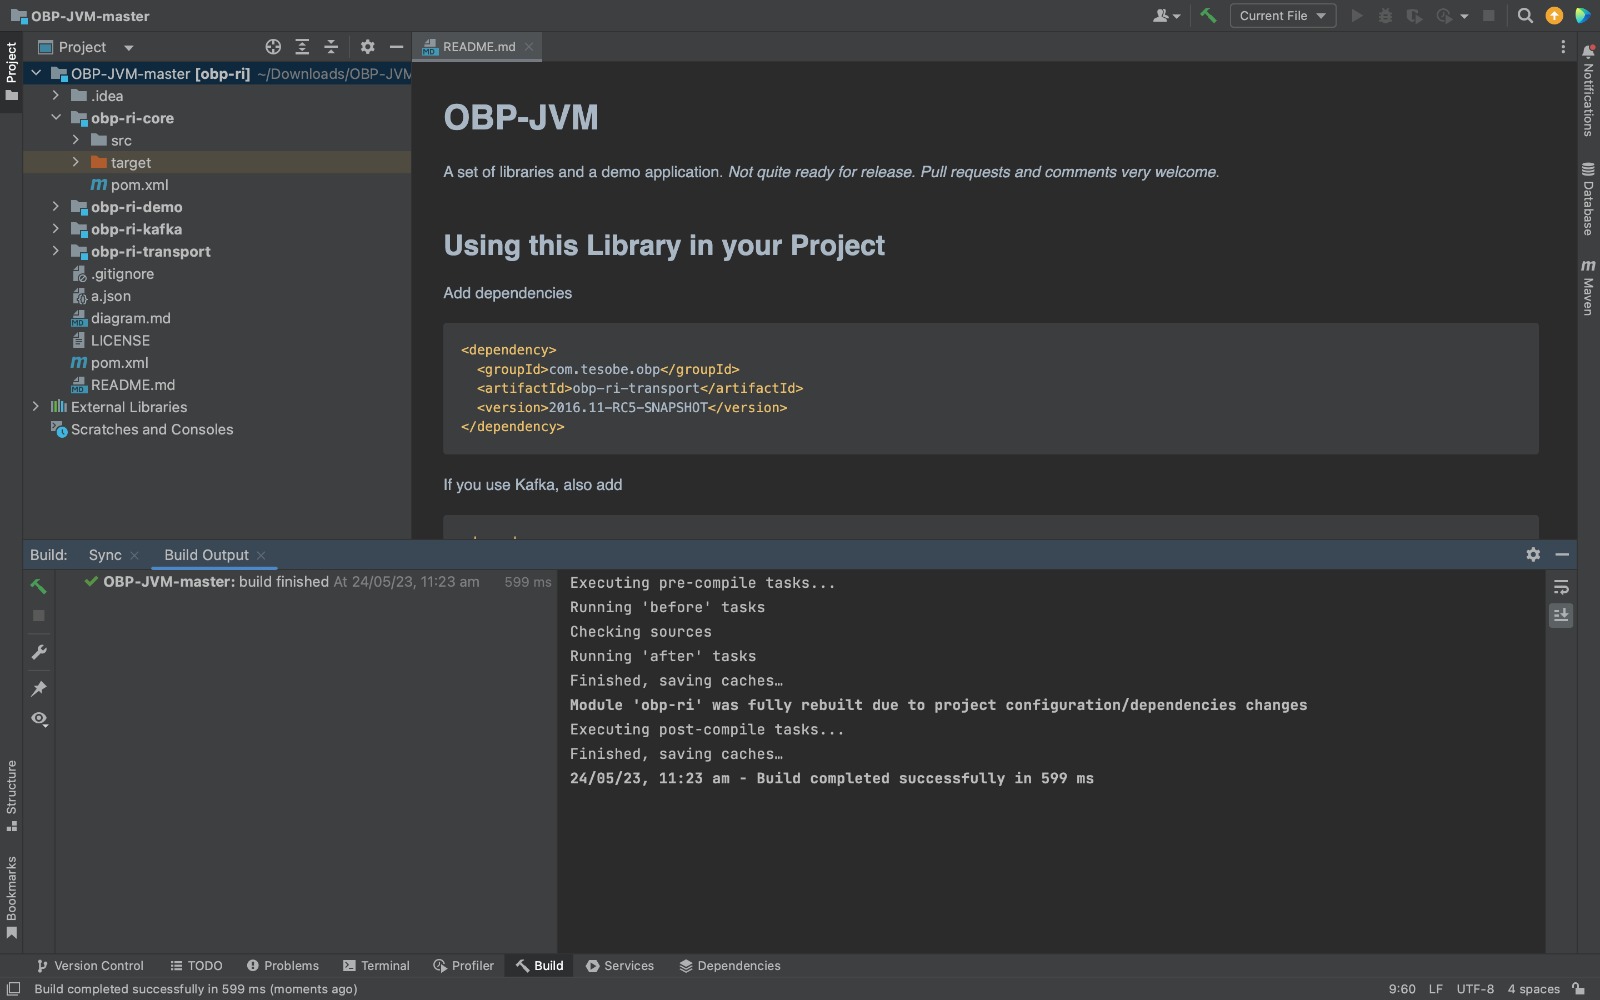 OBP-JVM-master
Current File
Project
Project
README.md
OBP-JVM-master [obp-ri] ~/Downloads/OBP-JVM
.idea
obp-ri-core
src
target
pom.xml
obp-ri-demo
obp-ri-kafka
obp-ri-transport
.gitignore
a.json
diagram.md
LICENSE
pom.xml
README.md
External Libraries
Scratches and Consoles
OBP-JVM
A set of libraries and a demo application. Not quite ready for release. Pull requests and comments very welcome.
Using this Library in your Project
Add dependencies
<dependency>
<groupId>com.tesobe.obp</groupId>
<artifactId>obp-ri-transport</artifactId>
<version>2016.11-RC5-SNAPSHOT</version>
</dependency>
If you use Kafka, also add
Notifications
Database
Maven
Build:
Sync
Build Output
OBP-JVM-master: build finished At 24/05/23, 11:23 am 599 ms
Executing pre-compile tasks...
Running 'before' tasks
Checking sources
Running 'after' tasks
Finished, saving caches…
Module 'obp-ri' was fully rebuilt due to project configuration/dependencies changes
Executing post-compile tasks...
Finished, saving caches…
24/05/23, 11:23 am - Build completed successfully in 599 ms
Structure
Bookmarks
Version Control
TODO
Problems
Terminal
Profiler
Build
Services
Dependencies
Build completed successfully in 599 ms (moments ago)
9:60 LF UTF-8 4 spaces